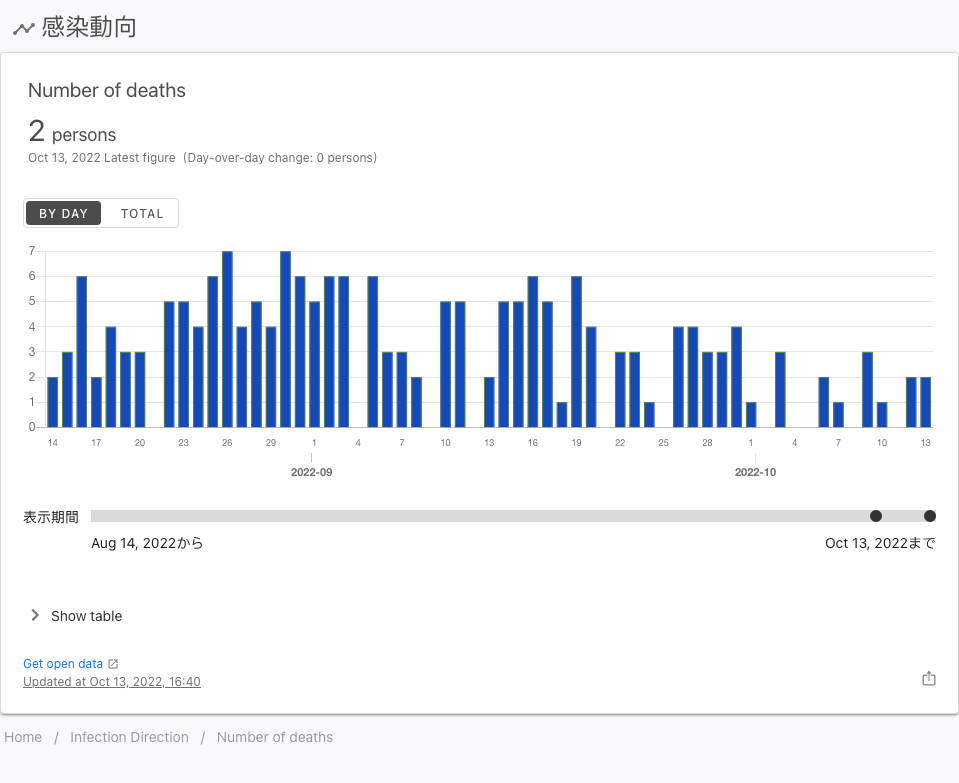 感染動向
Number of deaths
2 persons
Oct 13, 2022 Latest figure (Day-over-day change: 0 persons)
BY DAY TOTAL
7
6
5
4
3
2
1
0
14 17 20 23 26 29 1 4 7 10 13 16 19 22 25 28 1 4 7 10 13
2022-09 2022-10
表示期間
Aug 14, 2022から Oct 13, 2022まで
Show table
Get open data
Updated at Oct 13, 2022, 16:40
Home / Infection Direction / Number of deaths